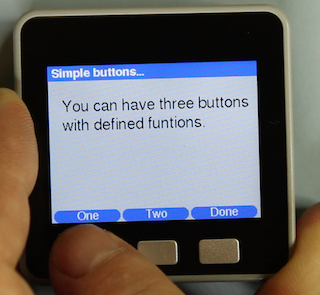 Simple buttons...
You can have three buttons
with defined funtions.
One Two Done